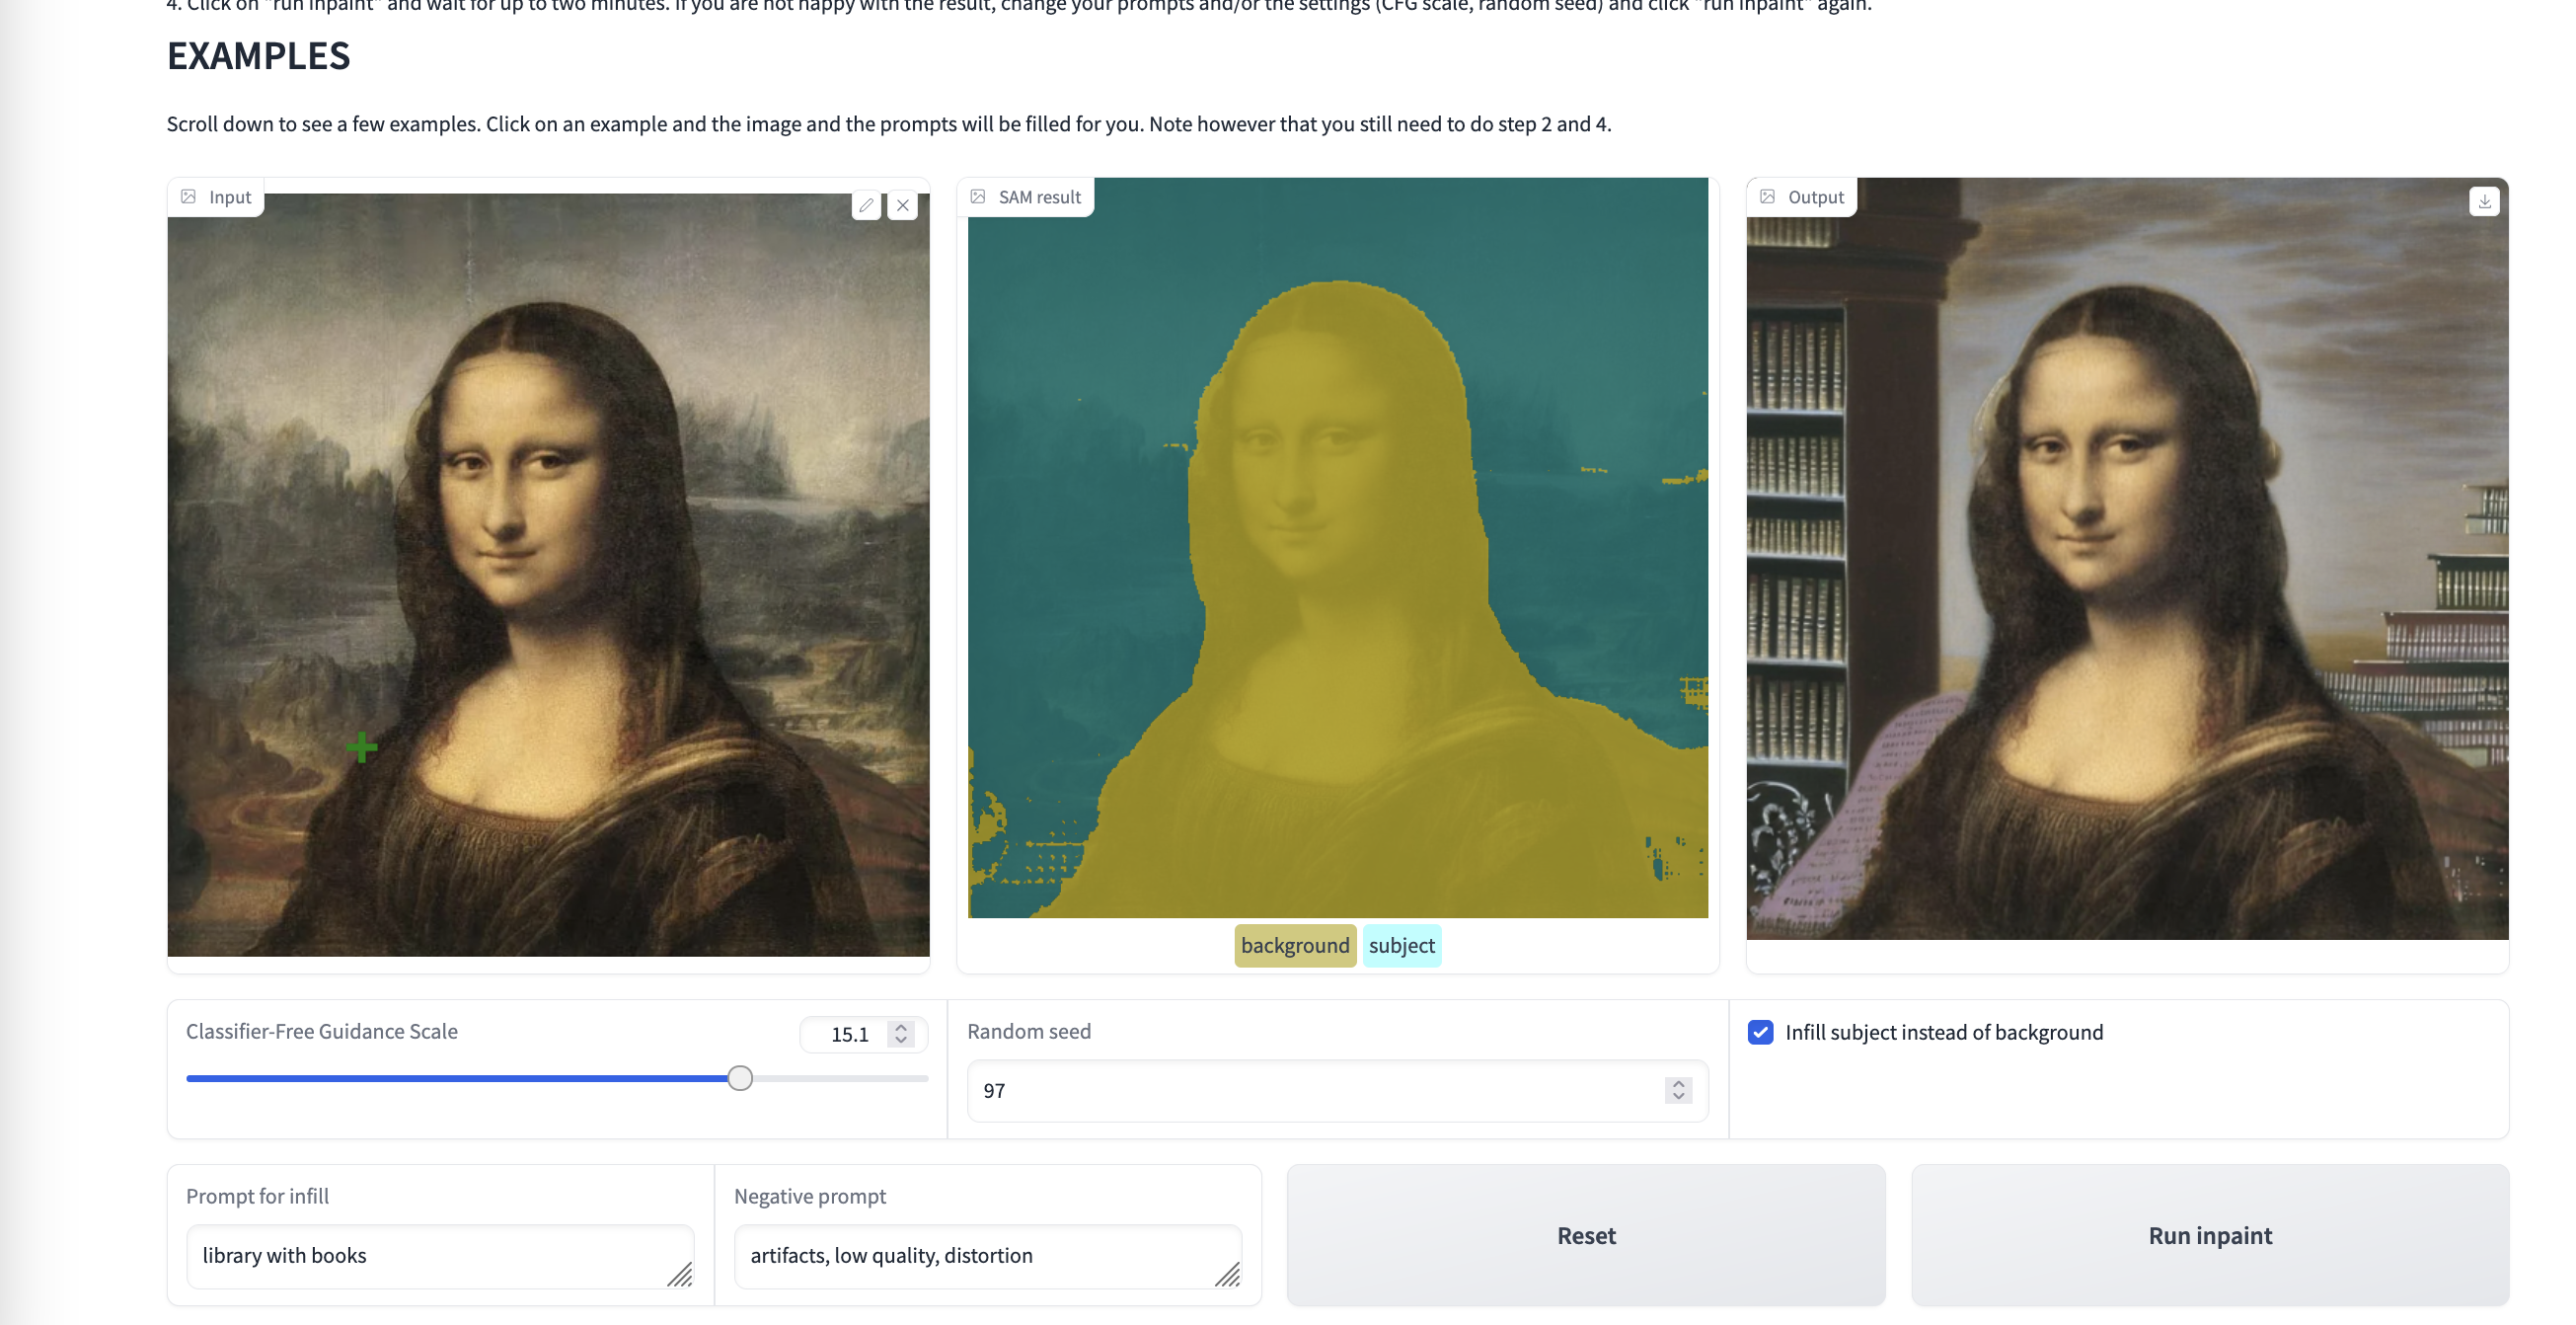 4. Click on "run inpaint" and wait for up to two minutes. If you are not happy with the result, change your prompts and/or the settings (CFG scale, random seed) and click "run inpaint" again.
EXAMPLES
Scroll down to see a few examples. Click on an example and the image and the prompts will be filled for you. Note however that you still need to do step 2 and 4.
Input
SAM result
Output
background subject
Classifier-Free Guidance Scale
15.1
Random seed
97
Infill subject instead of background
Prompt for infill
library with books
Negative prompt
artifacts, low quality, distortion
Reset
Run inpaint